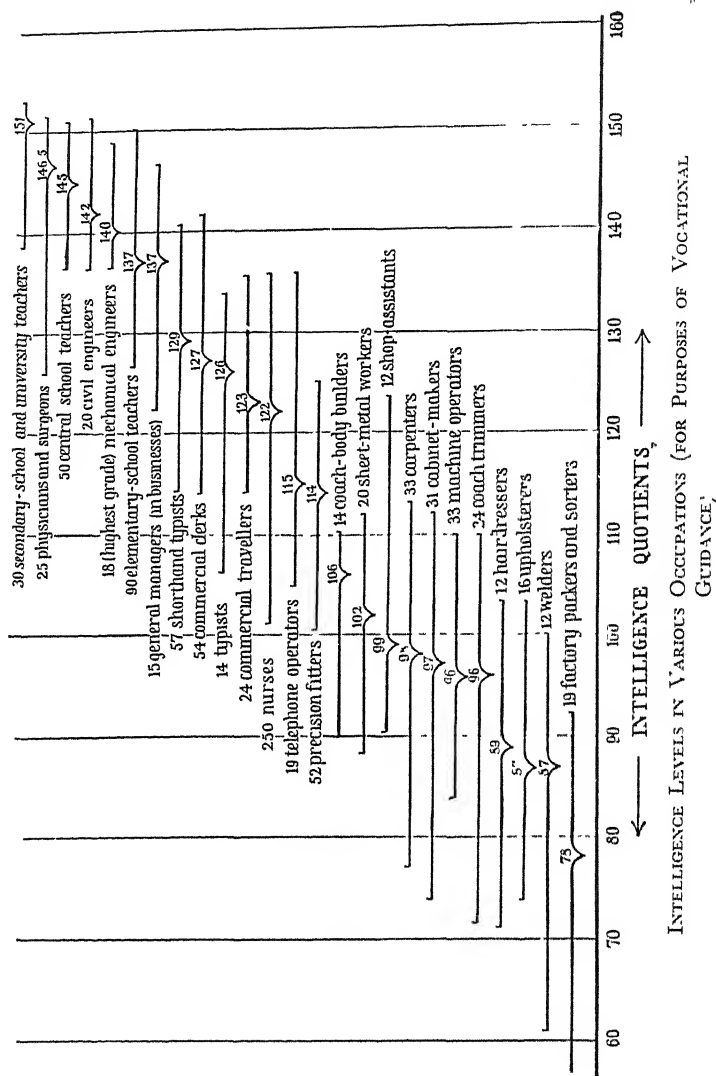 30 secondary-school and university teachers
151
25 physicians and surgeons
146 5
50 central school teachers
145
20 civil engineers
142
18 (highest grade) mechanical engineers
140
90 elementary-school teachers
137
15 general managers (in businesses)
137
57 shorthand typists
129
54 commercial clerks
127
14 typists
126
24 commercial travellers
123
250 nurses
122
19 telephone operators
115
52 precision fitters
114
14 coach-body builders
106
20 sheet-metal workers
102
12 shop-assistants
99
33 carpenters
31 cabinet-makers
33 machine operators
24 coach trimmers
96
12 hairdressers
89
16 upholsterers
12 welders
87
19 factory packers and sorters
78
60 70 80 90 100 110 120 130 140 150 160
INTELLIGENCE QUOTIENTS,
INTELLIGENCE LEVELS IN VARIOUS OCCUPATIONS (FOR PURPOSES OF VOCATIONAL
GUIDANCE,